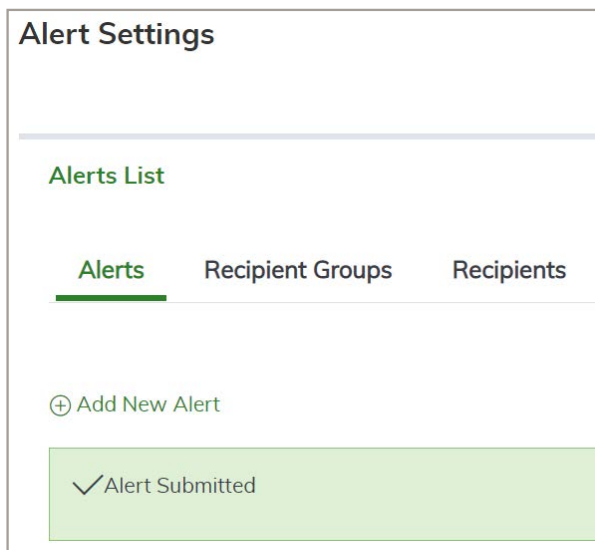 Alert Settings
Alerts List
Alerts Recipient Groups Recipients
Add New Alert
Alert Submitted